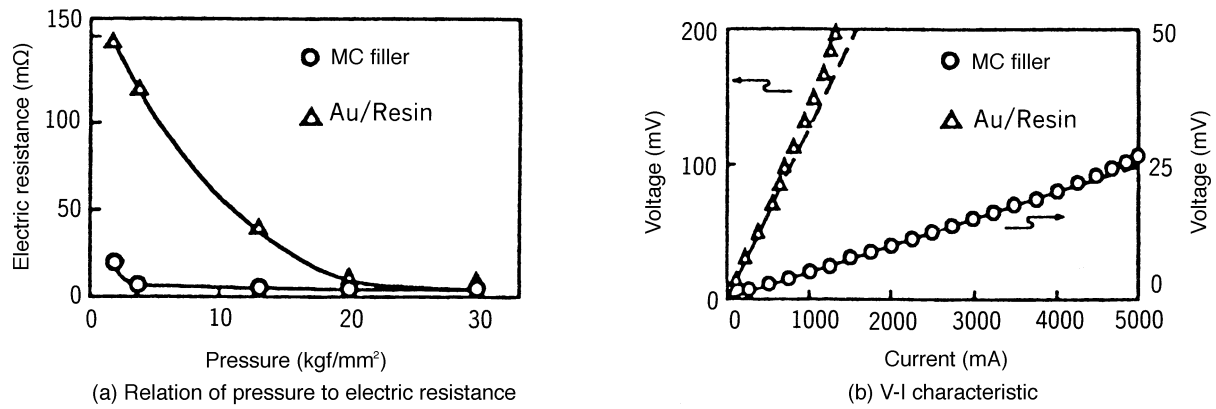 150
100
50
0
Electric resistance (mΩ)
MC filler
Au/Resin
0 10 20 30
Pressure (kgf/mm²)
(a) Relation of pressure to electric resistance
200
100
0
Voltage (mV)
MC filler
Au/Resin
50
25
0
Voltage (mV)
0 1000 2000 3000 4000 5000
Current (mA)
(b) V-I characteristic